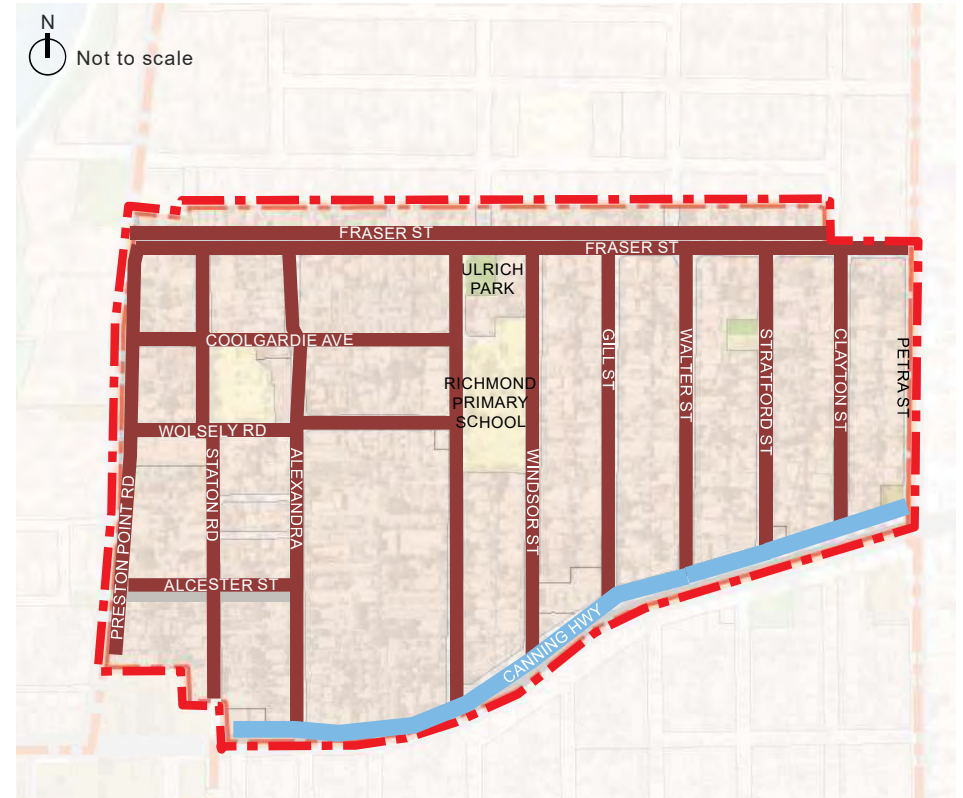 N
Not to scale
FRASER ST
FRASER ST
ULRICH
PARK
COOLGARDIE AVE
GILL ST
WALTER ST
STRATFORD ST
CLAYTON ST
PETRA ST
RICHMOND
PRIMARY
SCHOOL
WOLSELY RD
STATON RD
ALEXANDRA
WINDSOR ST
PRESTON POINT RD
ALCESTER ST
CANNING HWY